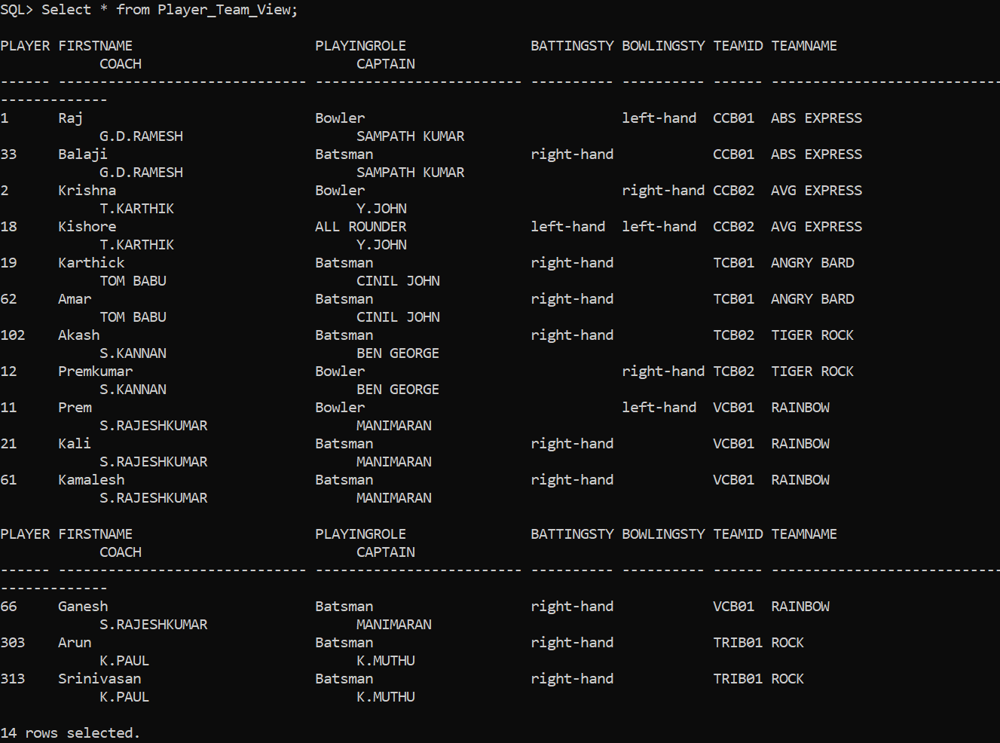 SQL> Select * from Player_Team_View;
PLAYER FIRSTNAME                      PLAYINGROLE               BATTINGSTY BOWLINGSTY TEAMID TEAMNAME
            COACH                          CAPTAIN
------ ------------------------------ ------------------------- ---------- ---------- ------ ----------------------------
-------------
1      Raj                            Bowler                               left-hand  CCB01  ABS EXPRESS
            G.D.RAMESH                     SAMPATH KUMAR
33     Balaji                         Batsman                   right-hand            CCB01  ABS EXPRESS
            G.D.RAMESH                     SAMPATH KUMAR
2      Krishna                        Bowler                               right-hand CCB02  AVG EXPRESS
            T.KARTHIK                      Y.JOHN
18     Kishore                        ALL ROUNDER               left-hand  left-hand  CCB02  AVG EXPRESS
            T.KARTHIK                      Y.JOHN
19     Karthick                       Batsman                   right-hand            TCB01  ANGRY BARD
            TOM BABU                       CINIL JOHN
62     Amar                           Batsman                   right-hand            TCB01  ANGRY BARD
            TOM BABU                       CINIL JOHN
102    Akash                          Batsman                   right-hand            TCB02  TIGER ROCK
            S.KANNAN                       BEN GEORGE
12     Premkumar                      Bowler                               right-hand TCB02  TIGER ROCK
            S.KANNAN                       BEN GEORGE
11     Prem                           Bowler                               left-hand  VCB01  RAINBOW
            S.RAJESHKUMAR                  MANIMARAN
21     Kali                           Batsman                   right-hand            VCB01  RAINBOW
            S.RAJESHKUMAR                  MANIMARAN
61     Kamalesh                       Batsman                   right-hand            VCB01  RAINBOW
            S.RAJESHKUMAR                  MANIMARAN
PLAYER FIRSTNAME                      PLAYINGROLE               BATTINGSTY BOWLINGSTY TEAMID TEAMNAME
            COACH                          CAPTAIN
------ ------------------------------ ------------------------- ---------- ---------- ------ ----------------------------
-------------
66     Ganesh                         Batsman                   right-hand            VCB01  RAINBOW
            S.RAJESHKUMAR                  MANIMARAN
303    Arun                           Batsman                   right-hand            TRIB01 ROCK
            K.PAUL                         K.MUTHU
313    Srinivasan                     Batsman                   right-hand            TRIB01 ROCK
            K.PAUL                         K.MUTHU
14 rows selected.